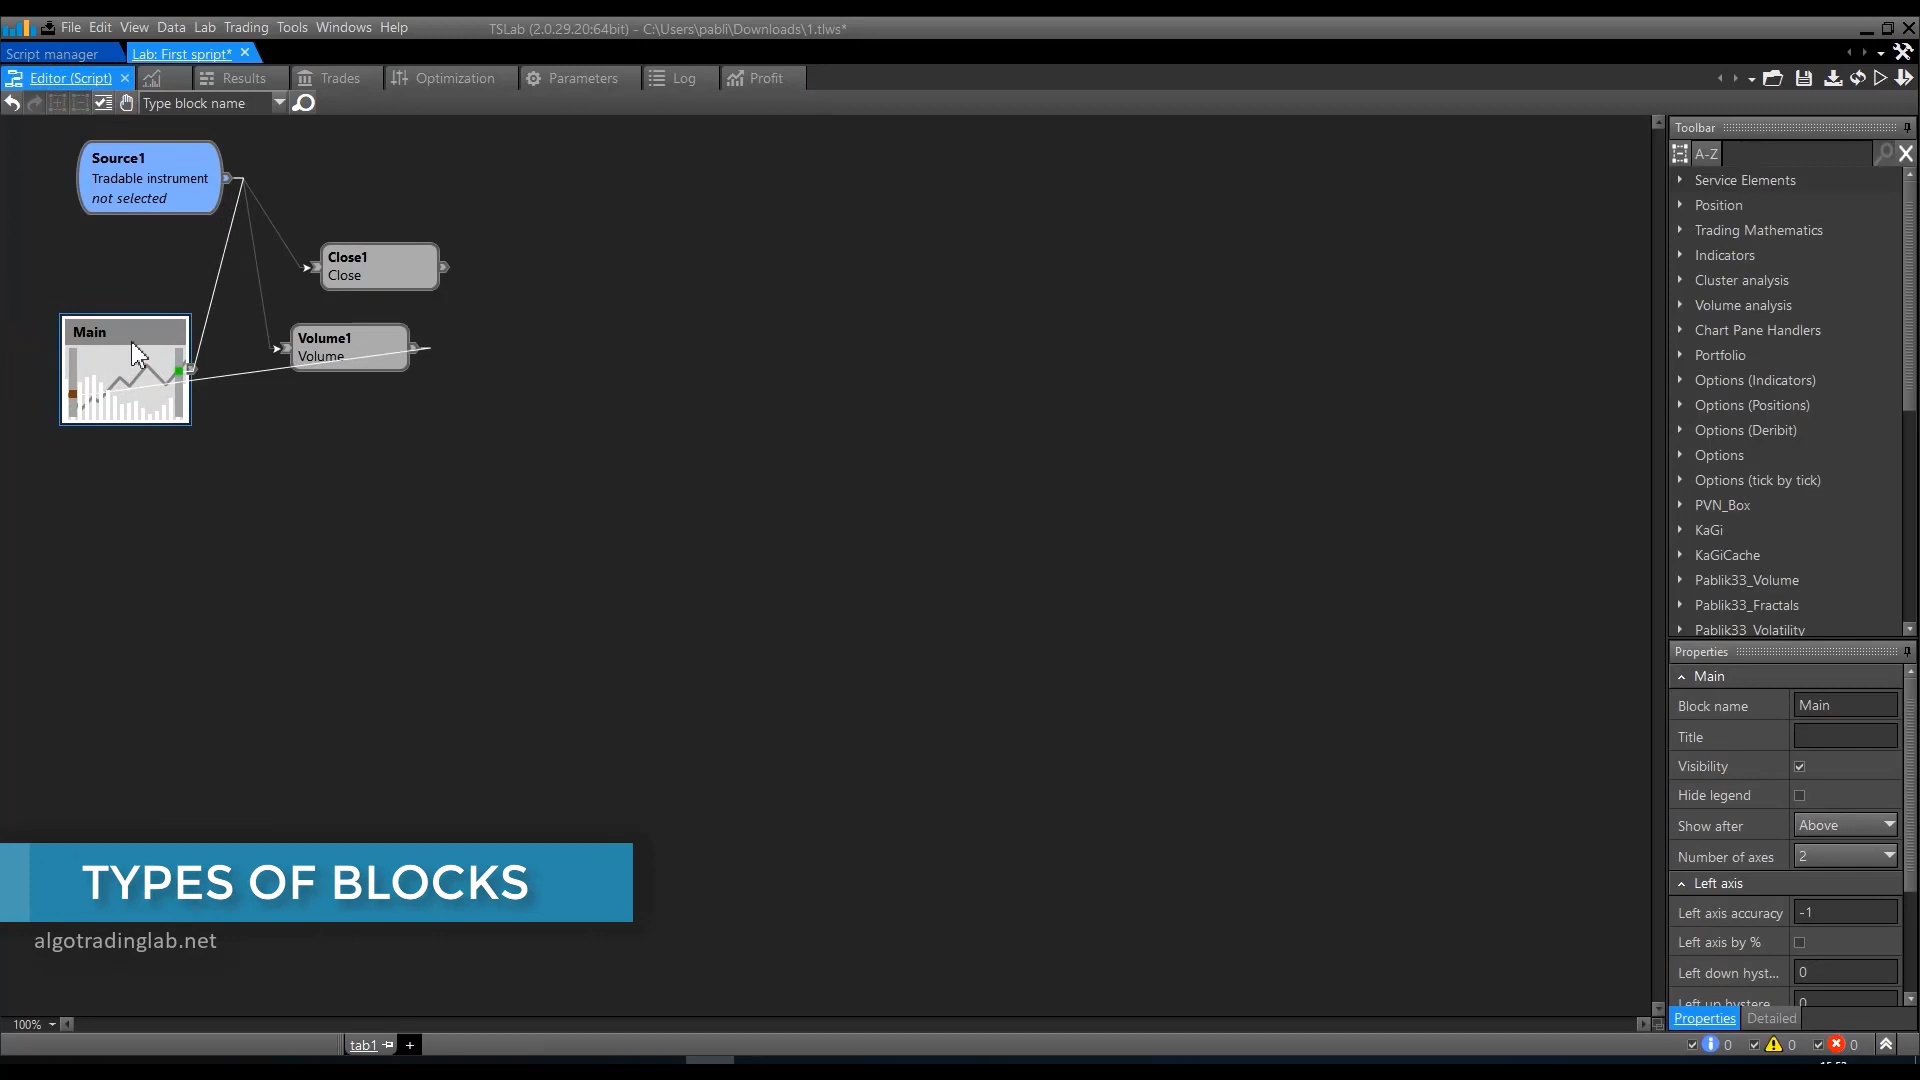 File Edit View Data Lab Trading Tools Windows Help
TSLab (2.0.29.20:64bit) - C:\Users\pabli\Downloads\1.tlws*
Script manager
Lab: First spript*
Editor (Script)
Results
Trades
Optimization
Parameters
Log
Profit
Type block name
Source1
Tradable instrument
not selected
Close1
Close
Main
Volume1
Volume
TYPES OF BLOCKS
algotradinglab.net
100%
tab1
+
Toolbar
A-Z
Service Elements
Position
Trading Mathematics
Indicators
Cluster analysis
Volume analysis
Chart Pane Handlers
Portfolio
Options (Indicators)
Options (Positions)
Options (Deribit)
Options
Options (tick by tick)
PVN_Box
KaGi
KaGiCache
Pablik33_Volume
Pablik33_Fractals
Pablik33_Volatility
Properties
Main
Block name Main
Title
Visibility
Hide legend
Show after Above
Number of axes 2
Left axis
Left axis accuracy -1
Left axis by %
Left down hyst... 0
Left up hystere 0
Properties Detailed
0 0 0